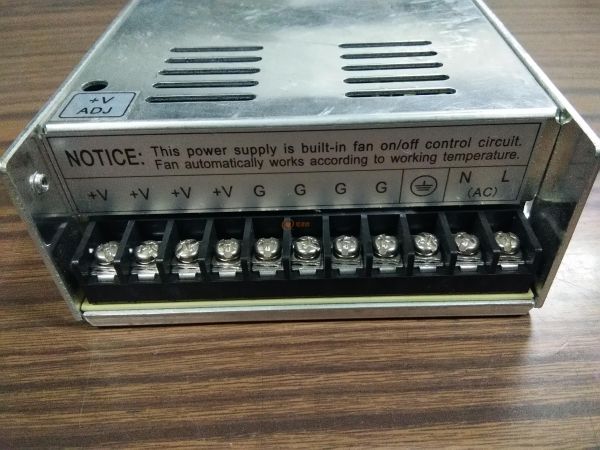 +V
ADJ
NOTICE: This power supply is built-in fan on/off control circuit.
Fan automatically works according to working temperature.
+V +V +V +V G G G G N L
(AC)